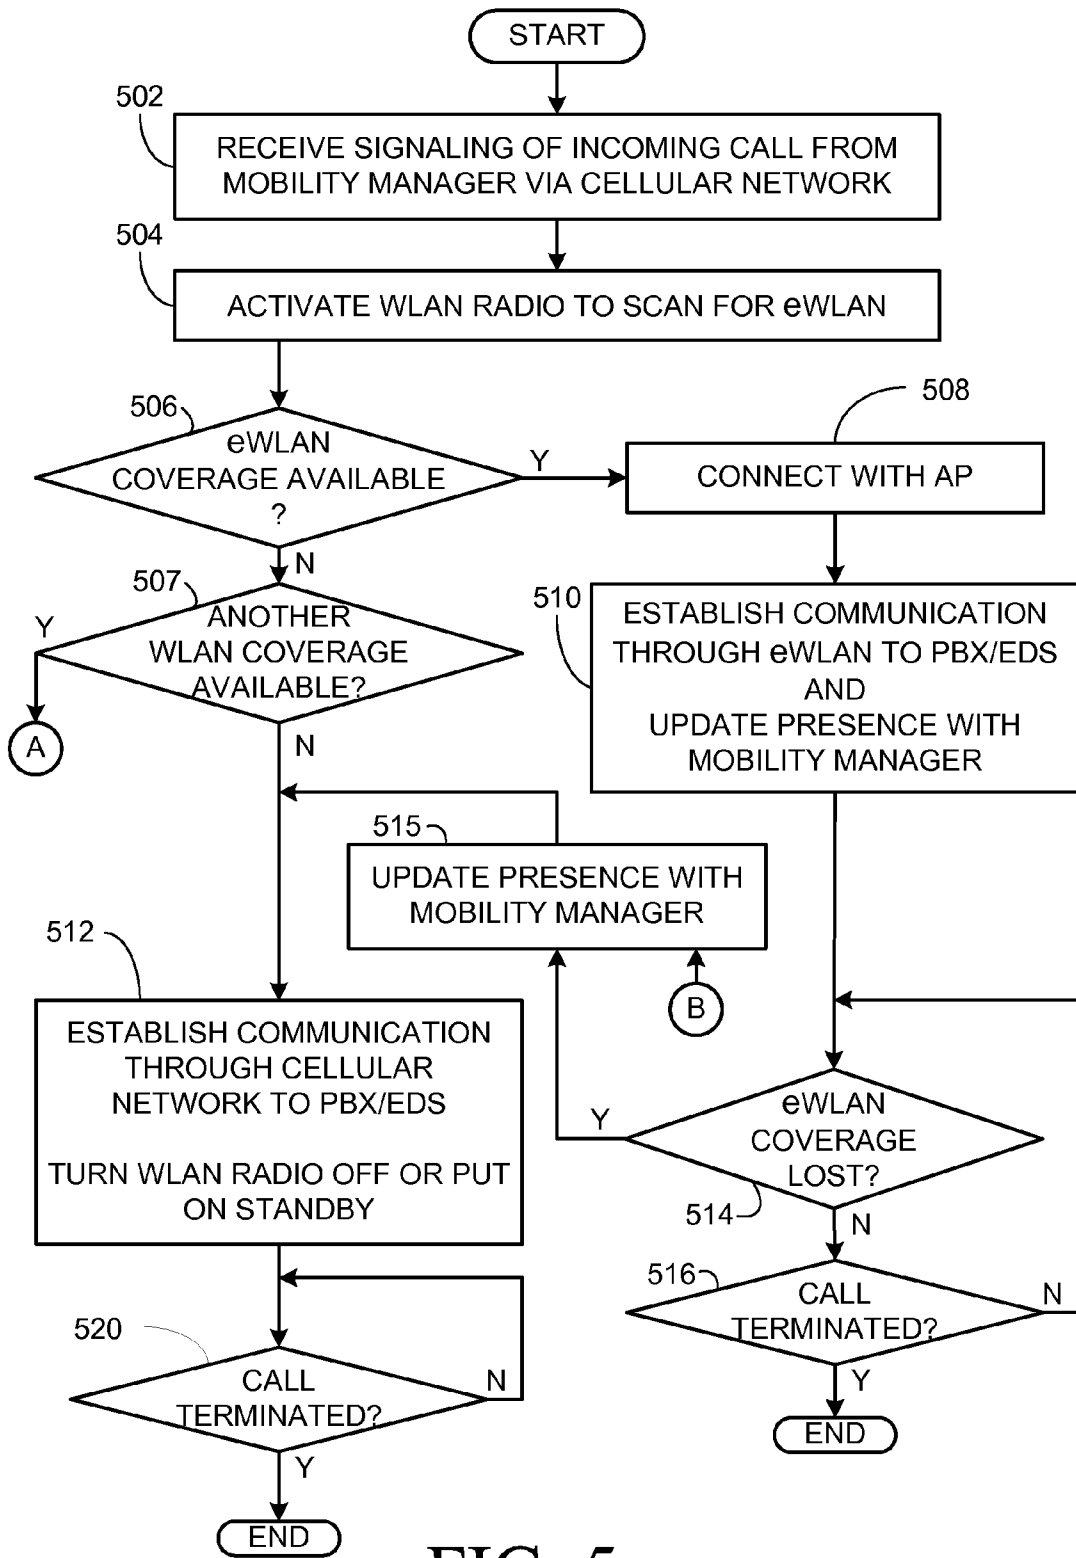 START
502
RECEIVE SIGNALING OF INCOMING CALL FROM
MOBILITY MANAGER VIA CELLULAR NETWORK
504
ACTIVATE WLAN RADIO TO SCAN FOR eWLAN
506
eWLAN
COVERAGE AVAILABLE
?
Y
N
508
CONNECT WITH AP
507
ANOTHER
WLAN COVERAGE
AVAILABLE?
Y
A
N
510
ESTABLISH COMMUNICATION
THROUGH eWLAN TO PBX/EDS
AND
UPDATE PRESENCE WITH
MOBILITY MANAGER
515
UPDATE PRESENCE WITH
MOBILITY MANAGER
B
512
ESTABLISH COMMUNICATION
THROUGH CELLULAR
NETWORK TO PBX/EDS
TURN WLAN RADIO OFF OR PUT
ON STANDBY
eWLAN
COVERAGE
LOST?
Y
514
N
516
CALL
TERMINATED?
N
Y
END
520
CALL
TERMINATED?
N
Y
END
FIG. 5